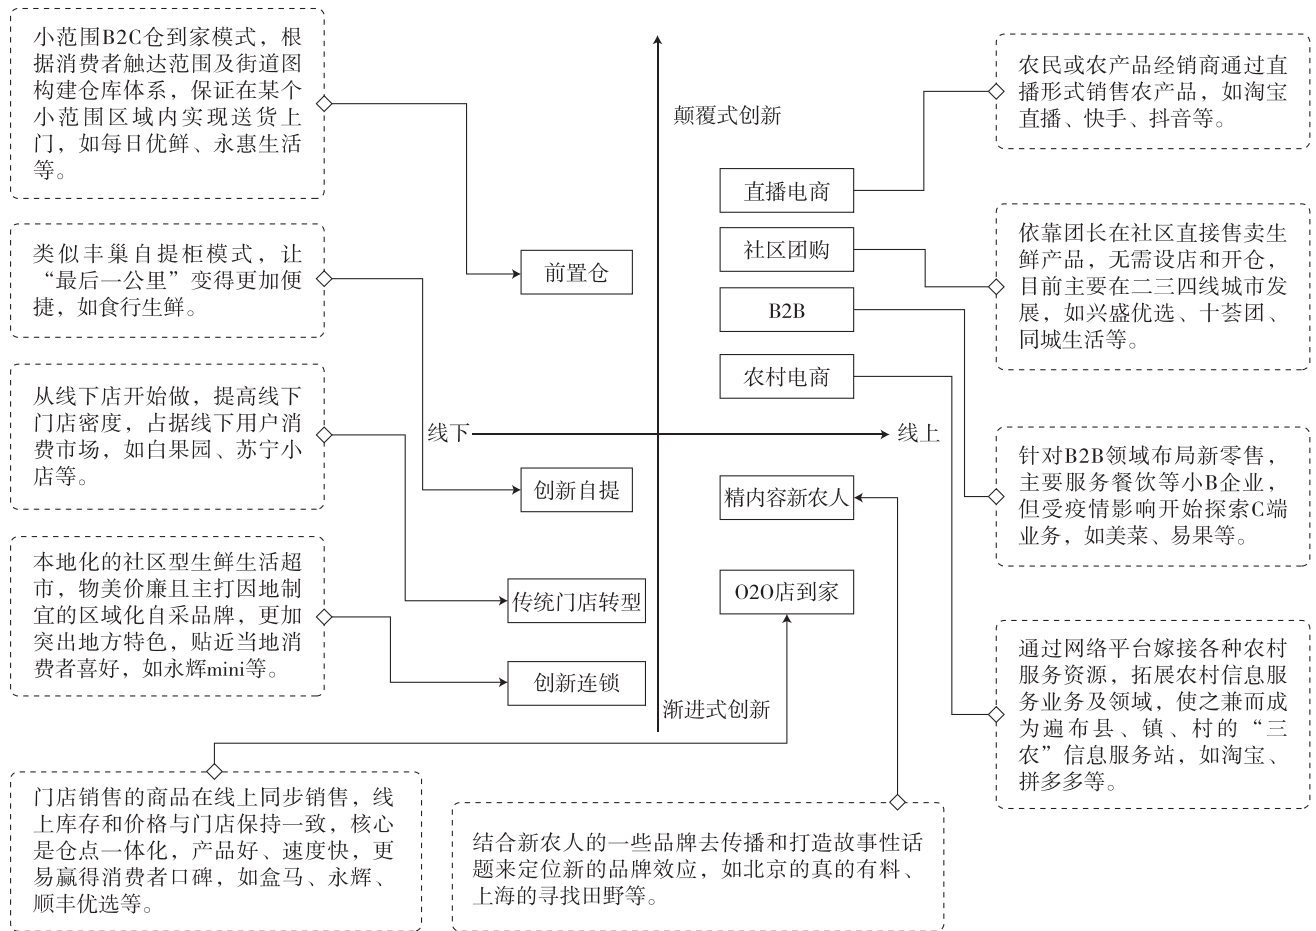 小范围B2C仓到家模式，根
据消费者触达范围及街道图
构建仓库体系，保证在某个
小范围区域内实现送货上
门，如每日优鲜、永惠生活
等。
类似丰巢自提柜模式，让
“最后一公里”变得更加便
捷，如食行生鲜。
从线下店开始做，提高线下
门店密度，占据线下用户消
费市场，如白果园、苏宁小
店等。
本地化的社区型生鲜生活超
市，物美价廉且主打因地制
宜的区域化自采品牌，更加
突出地方特色，贴近当地消
费者喜好，如永辉mini等。
门店销售的商品在线上同步销售，线
上库存和价格与门店保持一致，核心
是仓点一体化，产品好、速度快，更
易赢得消费者口碑，如盒马、永辉、
顺丰优选等。
颠覆式创新
前置仓
直播电商
社区团购
B2B
农村电商
线下
线上
创新自提
精内容新农人
传统门店转型
O2O店到家
创新连锁
渐进式创新
结合新农人的一些品牌去传播和打造故事性话
题来定位新的品牌效应，如北京的真的有料、
上海的寻找田野等。
农民或农产品经销商通过直
播形式销售农产品，如淘宝
直播、快手、抖音等。
依靠团长在社区直接售卖生
鲜产品，无需设店和开仓，
目前主要在二三四线城市发
展，如兴盛优选、十荟团、
同城生活等。
针对B2B领域布局新零售，
主要服务餐饮等小B企业，
但受疫情影响开始探索C端
业务，如美菜、易果等。
通过网络平台嫁接各种农村
服务资源，拓展农村信息服
务业务及领域，使之兼而成
为遍布县、镇、村的“三
农”信息服务站，如淘宝、
拼多多等。